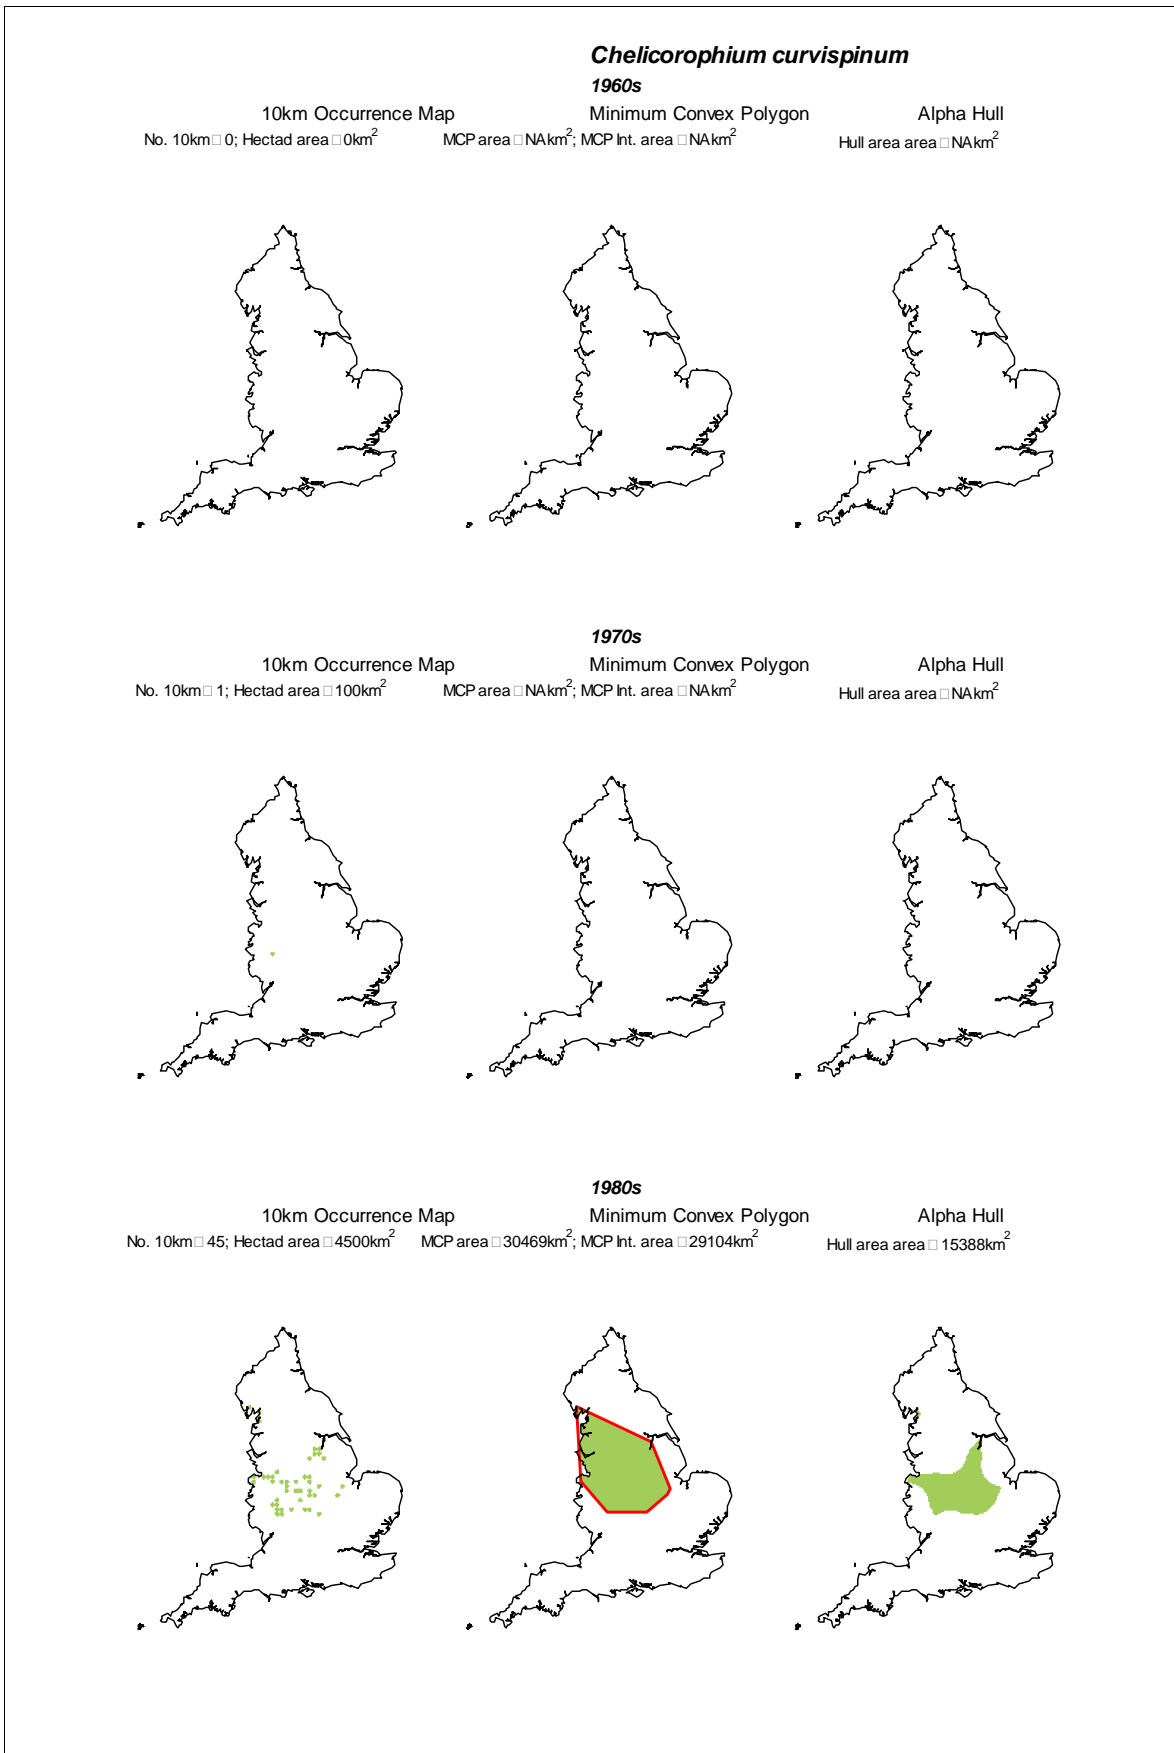 Chelicorophium curvispinum
1960s
10km Occurrence Map Minimum Convex Polygon Alpha Hull
No. 10km□0; Hectad area□0km² MCP area□NAkm²; MCP Int. area□NAkm² Hull area area□NAkm²
1970s
10km Occurrence Map Minimum Convex Polygon Alpha Hull
No. 10km□1; Hectad area□100km² MCP area□NAkm²; MCP Int. area□NAkm² Hull area area□NAkm²
1980s
10km Occurrence Map Minimum Convex Polygon Alpha Hull
No. 10km□45; Hectad area□4500km² MCP area□30469km²; MCP Int. area□29104km² Hull area area□15388km²